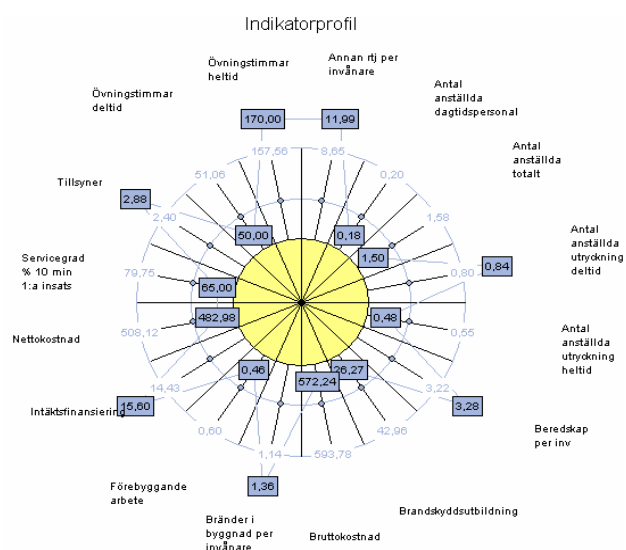 Indikatorprofil
Övningstimmar
heltid
Annan rtj per
invånare
Övningstimmar
deltid
Antal
anställda
dagtidspersonal
170,00
11,99
Antal
anställda
totalt
157,56
8,65
Tillsyner
2,88
51,06
0,20
2,40
1,58
50,00
0,18
Antal
anställda
utryckning
deltid
Servicegrad
% 10 min
1:a insats
79,75
1,50
0,80
0,84
65,00
Nettokostnad
508,12
482,98
0,48
0,55
Antal
anställda
utryckning
heltid
Intäktsfinansiering
15,60
14,43
0,46
572,24
26,27
3,22
3,28
Beredskap
per inv
0,60
42,96
1,14
593,78
Förebyggande
arbete
1,36
Brandskyddsutbildning
Bränder i
byggnad per
invånare
Bruttokostnad